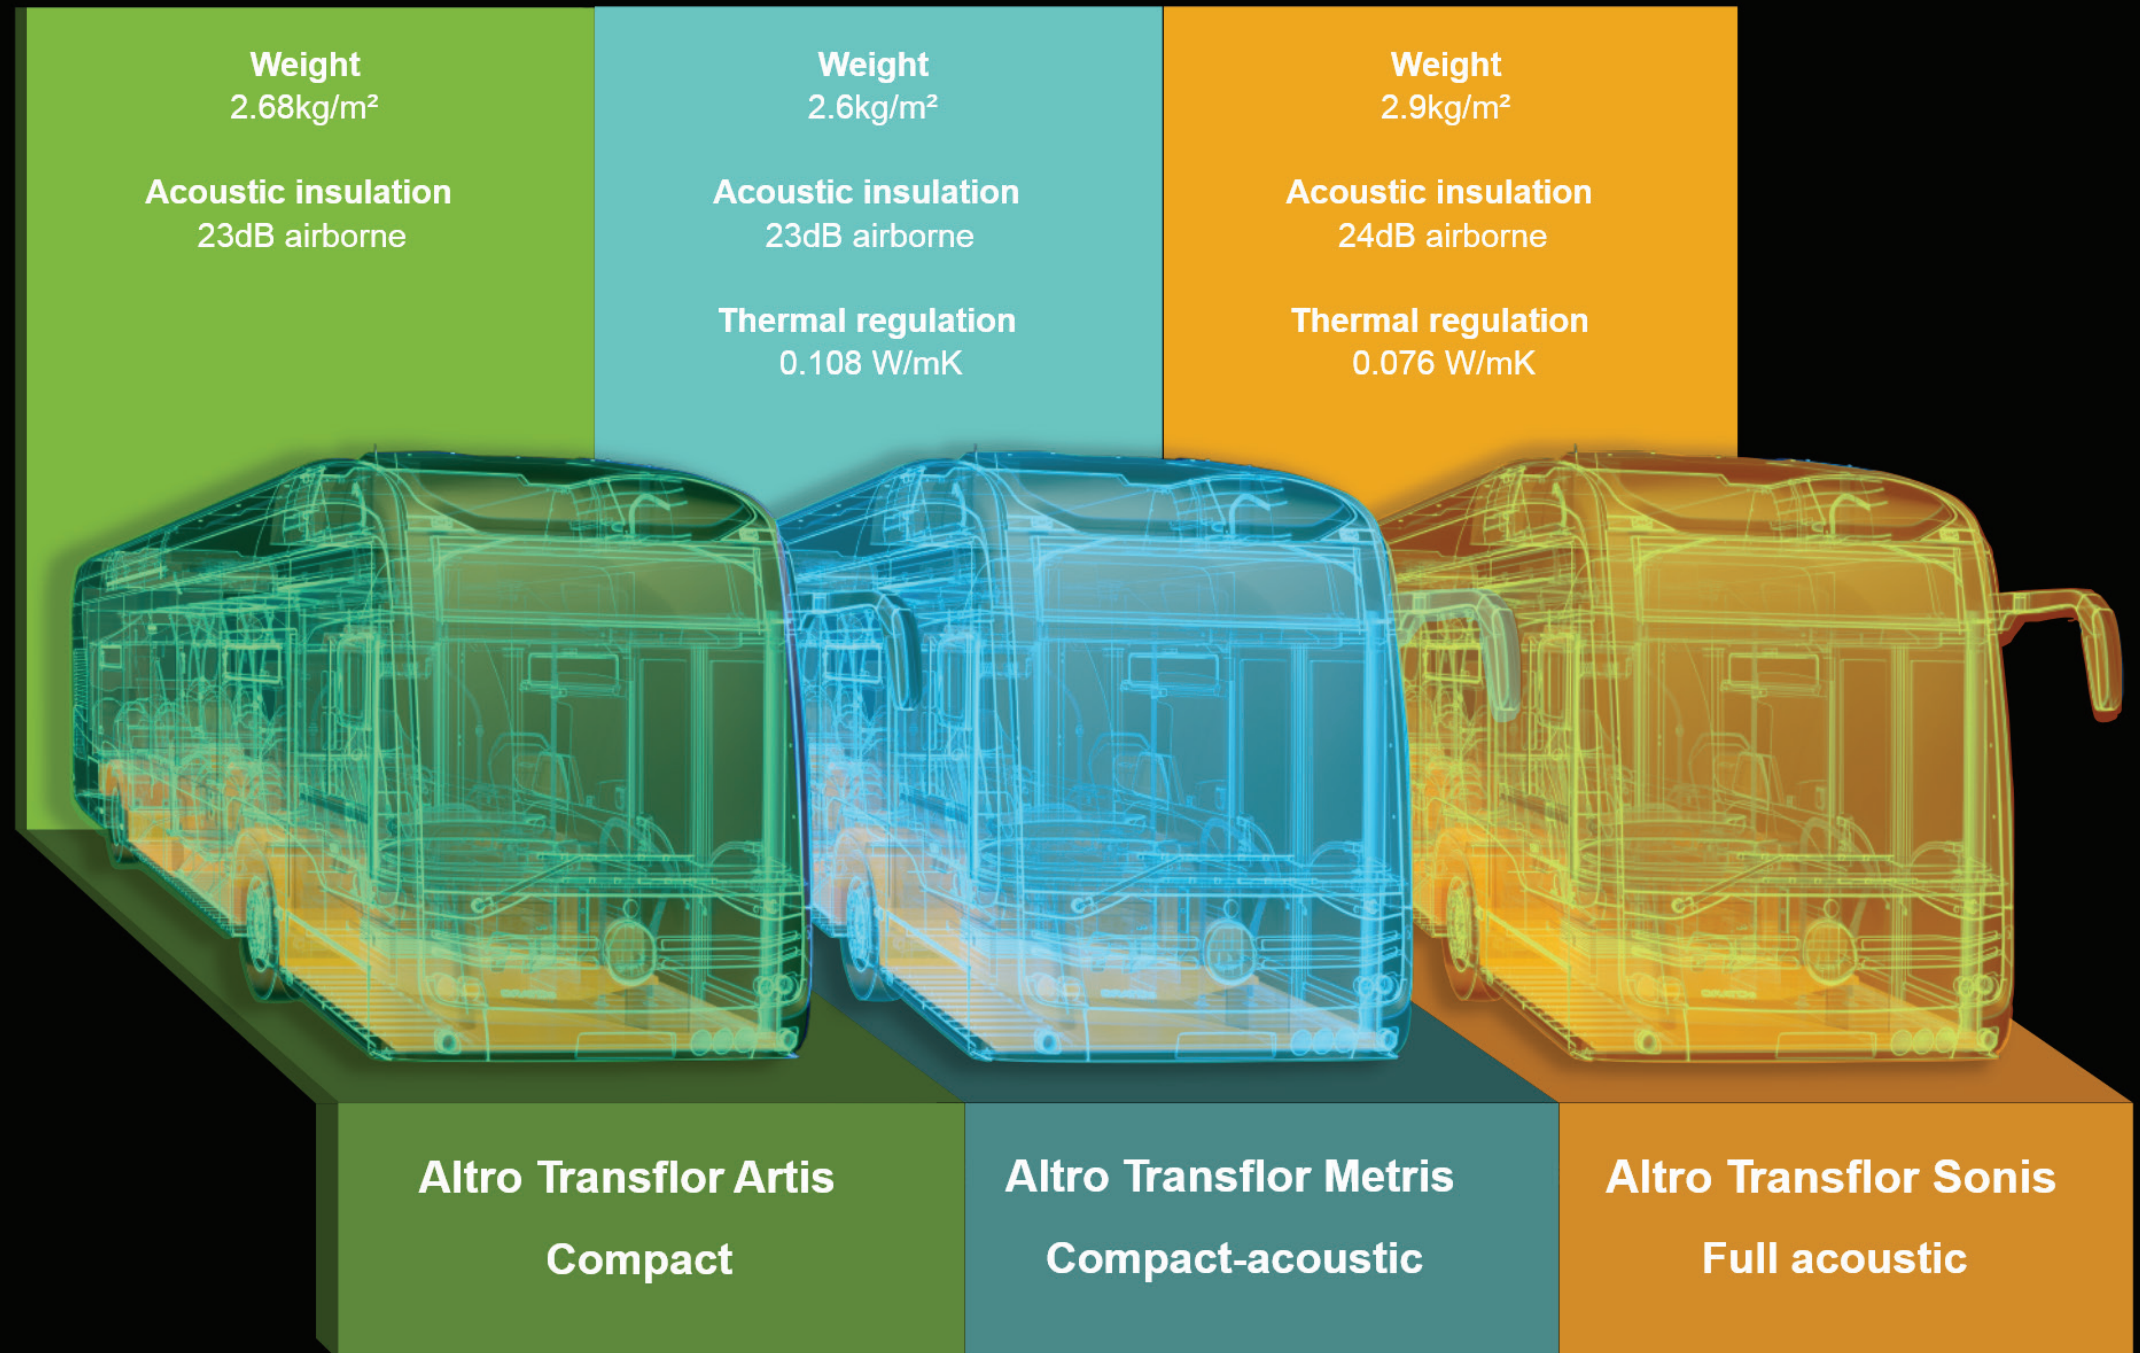 Weight
2.68kg/m²
Acoustic insulation
23dB airborne
Weight
2.6kg/m²
Acoustic insulation
23dB airborne
Thermal regulation
0.108 W/mK
Weight
2.9kg/m²
Acoustic insulation
24dB airborne
Thermal regulation
0.076 W/mK
Altro Transflor Artis
Compact
Altro Transflor Metris
Compact-acoustic
Altro Transflor Sonis
Full acoustic